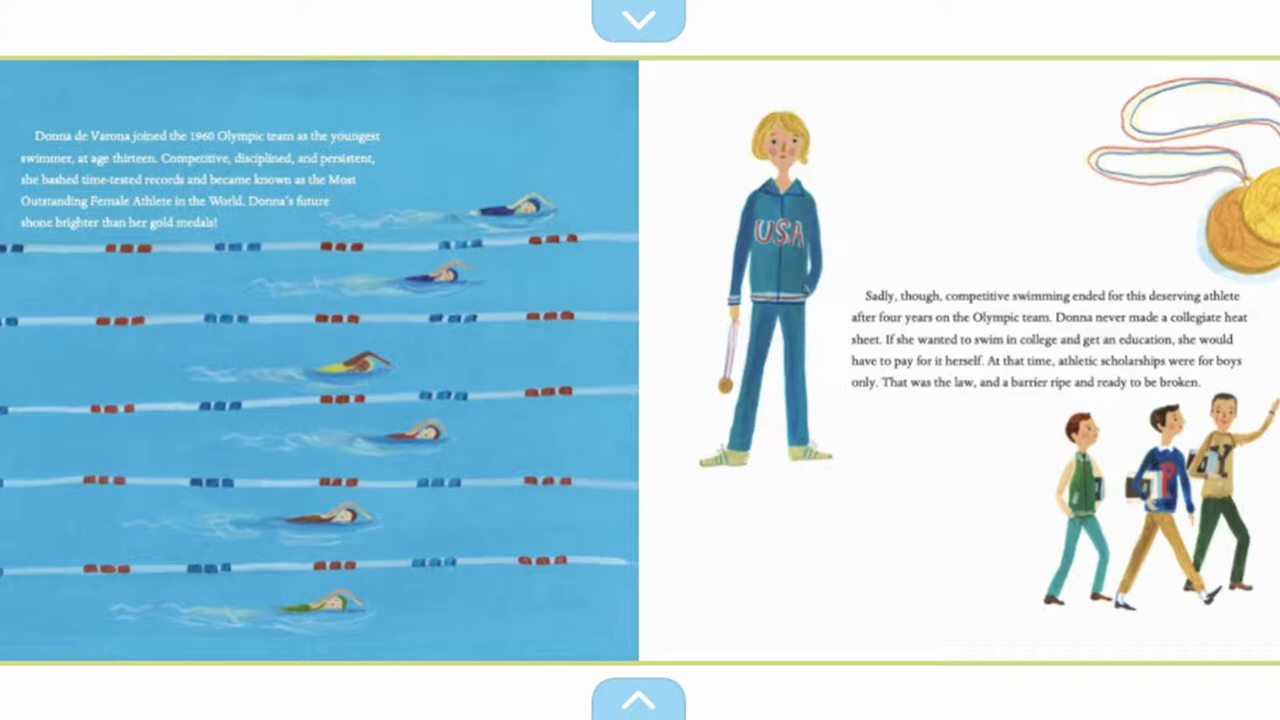 Donna de Varona joined the 1960 Olympic team as the youngest
swimmer, at age thirteen. Competitive, disciplined, and persistent,
she bashed time-tested records and became known as the Most
Outstanding Female Athlete in the World. Donna's future
shone brighter than her gold medals!
USA
Sadly, though, competitive swimming ended for this deserving athlete
after four years on the Olympic team. Donna never made a collegiate heat
sheet. If she wanted to swim in college and get an education, she would
have to pay for it herself. At that time, athletic scholarships were for boys
only. That was the law, and a barrier ripe and ready to be broken.
P
Y